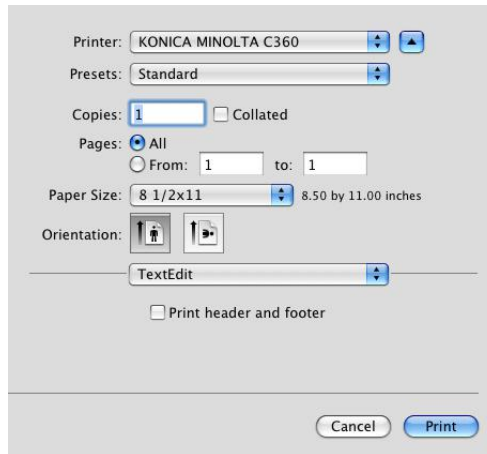 Printer: KONICA MINOLTA C360
Presets: Standard
Copies: 1 Collated
Pages: All
From: 1 to: 1
Paper Size: 8 1/2x11 8.50 by 11.00 inches
Orientation:
TextEdit
Print header and footer
Cancel Print